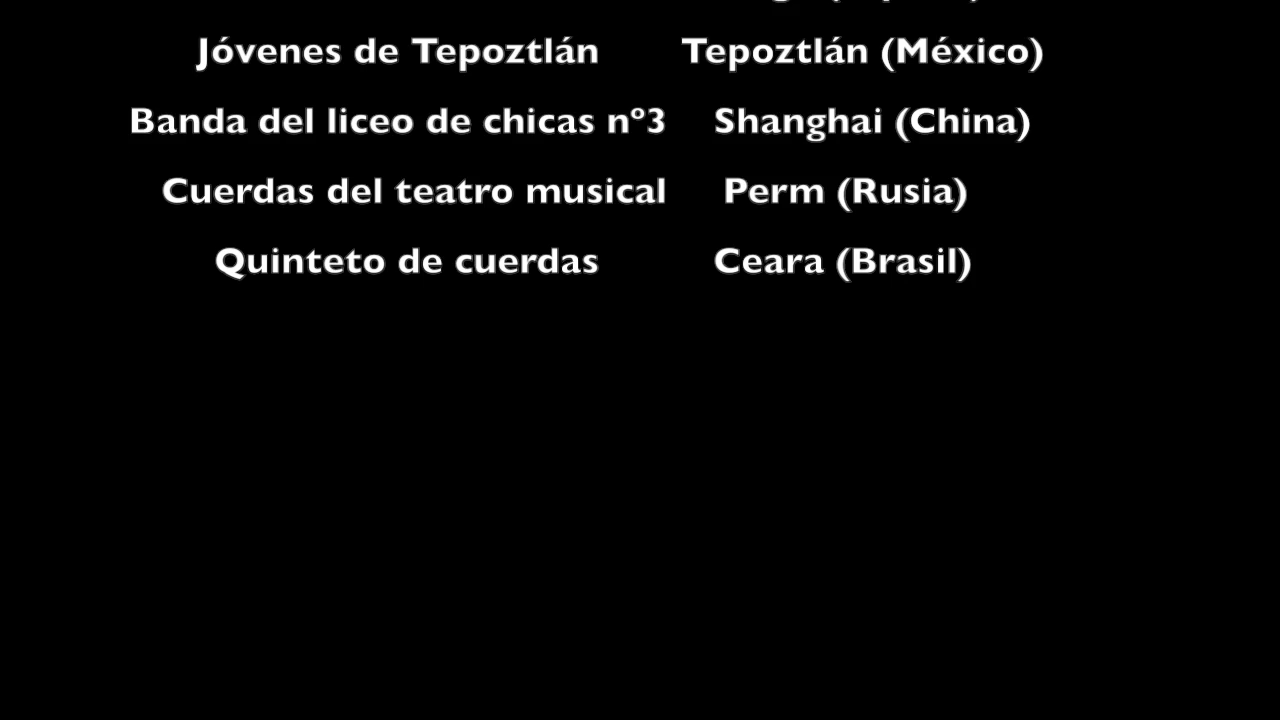 Jóvenes de Tepoztlán Tepoztlán (México)
Banda del liceo de chicas nº3 Shanghai (China)
Cuerdas del teatro musical Perm (Rusia)
Quinteto de cuerdas Ceara (Brasil)